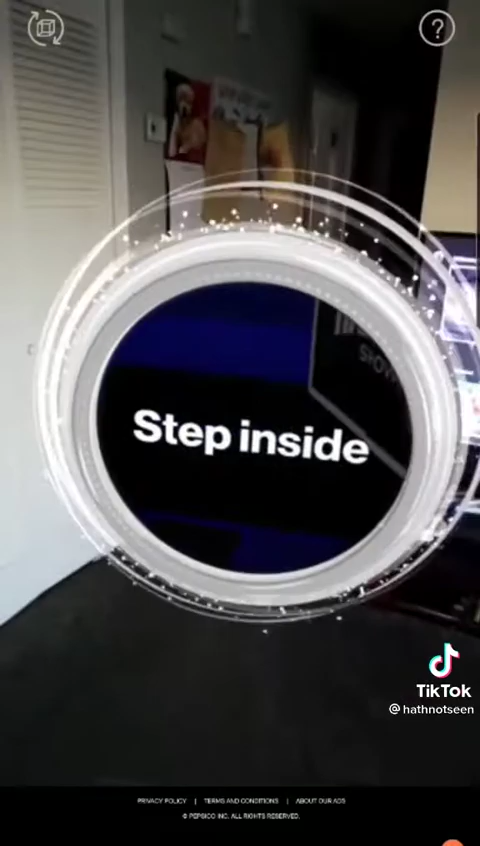 ?
Step inside
TikTok
@hathnotseen
PRIVACY POLICY | TERMS AND CONDITIONS | ABOUT OUR ADS
© PEPSICO INC. ALL RIGHTS RESERVED.